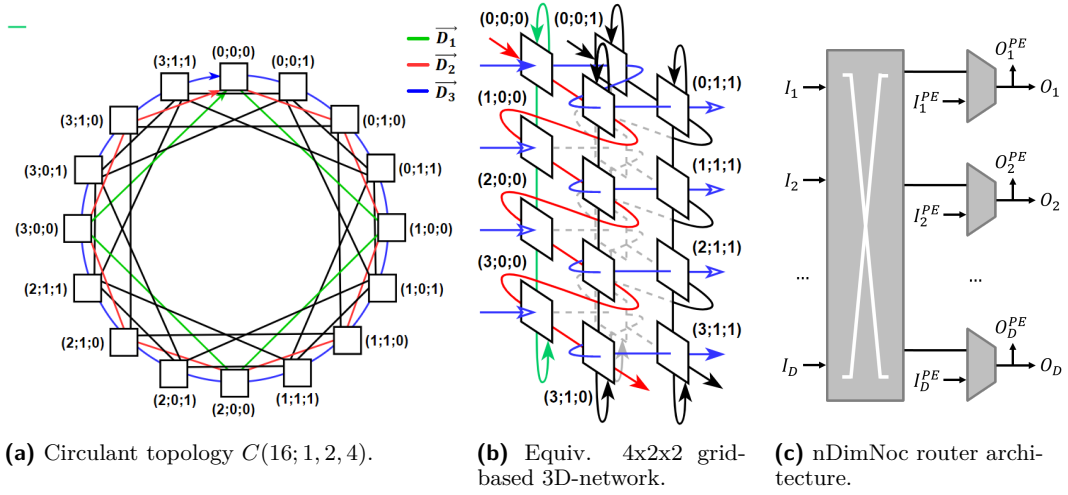 (0;0;0)
(3;1;1)
(0;0;1)
(3;1;0)
(0;1;0)
(3;0;1)
(0;1;1)
(3;0;0)
(1;0;0)
(2;1;1)
(1;0;1)
(2;1;0)
(1;1;0)
(2;0;1)
(1;1;1)
(2;0;0)
D₁
D₂
D₃
(a) Circulant topology C(16; 1, 2, 4).
(0;0;0)
(0;0;1)
(0;1;1)
(1;0;0)
(1;1;1)
(2;0;0)
(2;1;1)
(3;0;0)
(3;1;1)
(3;1;0)
(b) Equiv. 4x2x2 grid-
based 3D-network.
I₁
O₁ᴾᴱ
I₁ᴾᴱ
O₁
I₂
O₂ᴾᴱ
I₂ᴾᴱ
O₂
...
...
I_D
O_Dᴾᴱ
I_Dᴾᴱ
O_D
(c) nDimNoc router archi-
tecture.